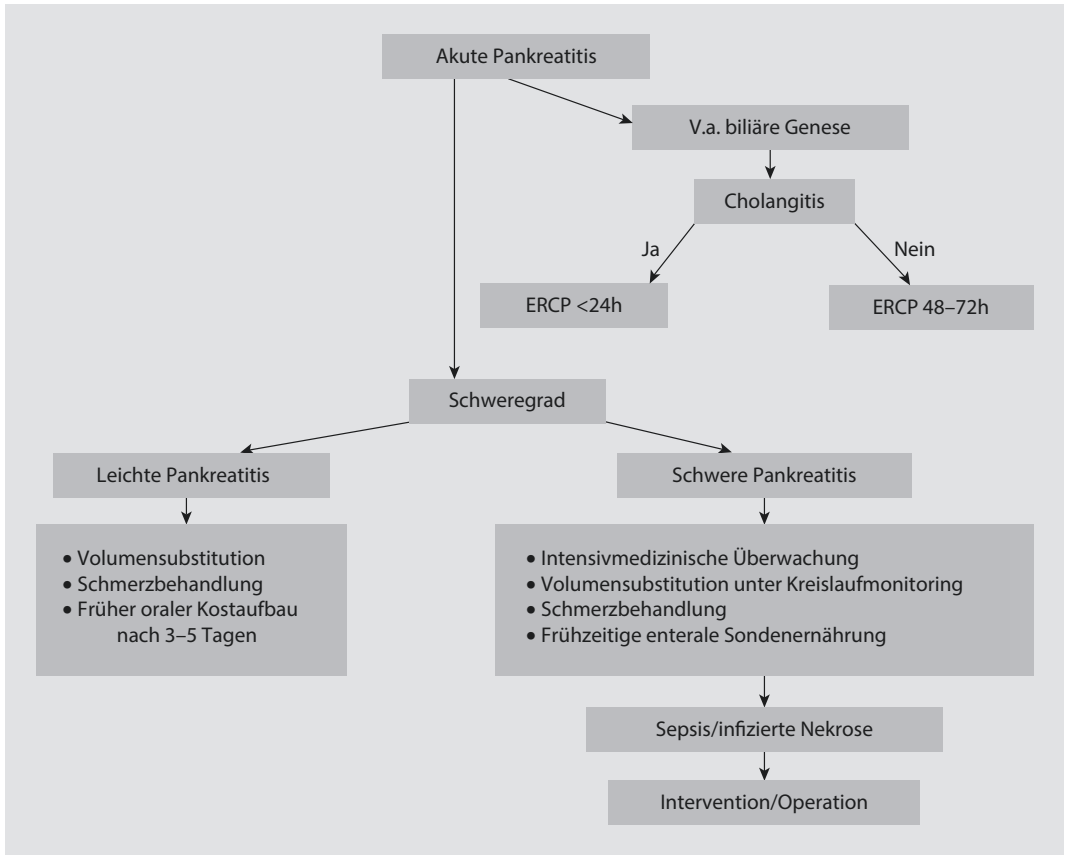 Akute Pankreatitis
V.a. biliäre Genese
Cholangitis
Ja
Nein
ERCP <24h
ERCP 48–72h
Schweregrad
Leichte Pankreatitis
Schwere Pankreatitis
• Volumensubstitution
• Schmerzbehandlung
• Früher oraler Kostaufbau
nach 3–5 Tagen
• Intensivmedizinische Überwachung
• Volumensubstitution unter Kreislaufmonitoring
• Schmerzbehandlung
• Frühzeitige enterale Sondenernährung
Sepsis/infizierte Nekrose
Intervention/Operation